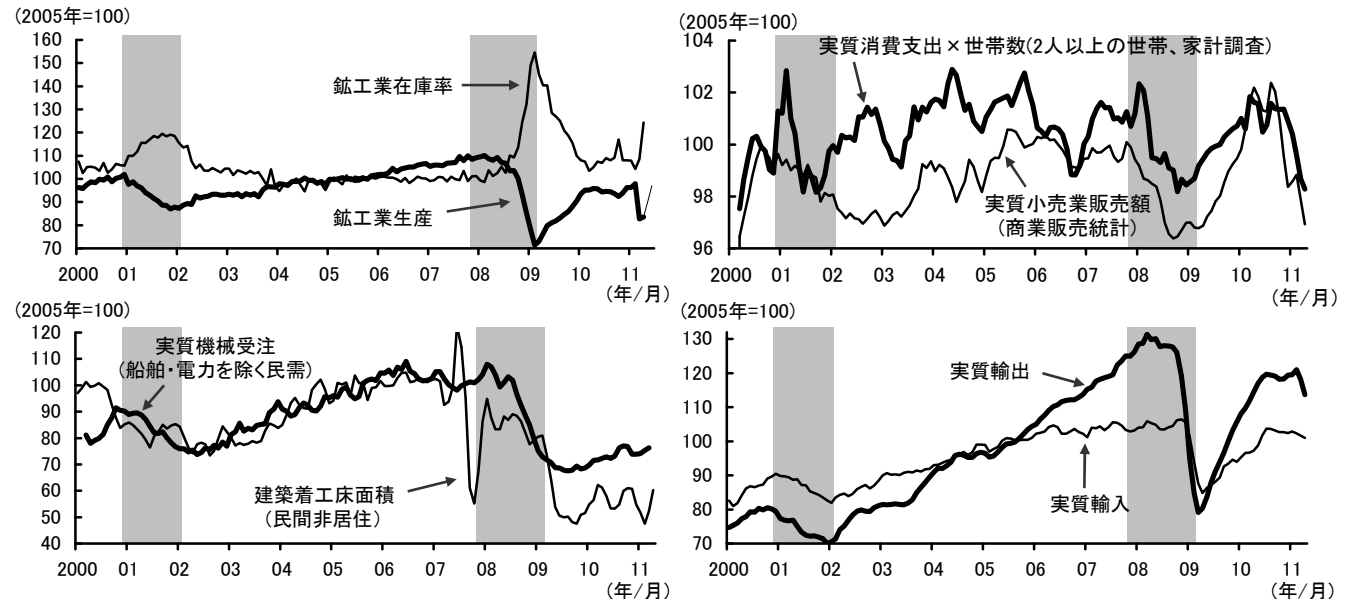 (2005年=100)
160
150
140
130
120
110
100
90
80
70
鉱工業在庫率
鉱工業生産
2000 01 02 03 04 05 06 07 08 09 10 11
(年/月)
(2005年=100)
104
102
100
98
96
実質消費支出×世帯数(2人以上の世帯、家計調査)
実質小売業販売額
(商業販売統計)
2000 01 02 03 04 05 06 07 08 09 10 11
(年/月)
(2005年=100)
120
110
100
90
80
70
60
50
40
実質機械受注
(船舶・電力を除く民需)
建築着工床面積
(民間非居住)
2000 01 02 03 04 05 06 07 08 09 10 11
(年/月)
(2005年=100)
130
120
110
100
90
80
70
実質輸出
実質輸入
2000 01 02 03 04 05 06 07 08 09 10 11
(年/月)